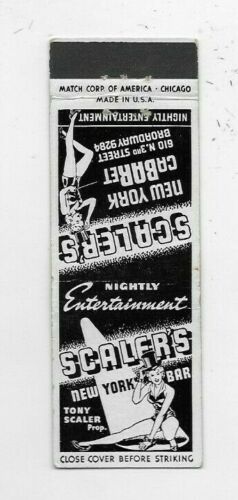 MATCH CORP. OF AMERICA · CHICAGO
MADE IN U.S.A.
NIGHTLY ENTERTAINMENT
BROADWAY 9284
610 N. 3RD STREET
CABARET
NEW YORK
SCALER'S
NIGHTLY
Entertainment
SCALER'S
NEW YORK BAR
TONY
SCALER
Prop.
CLOSE COVER BEFORE STRIKING